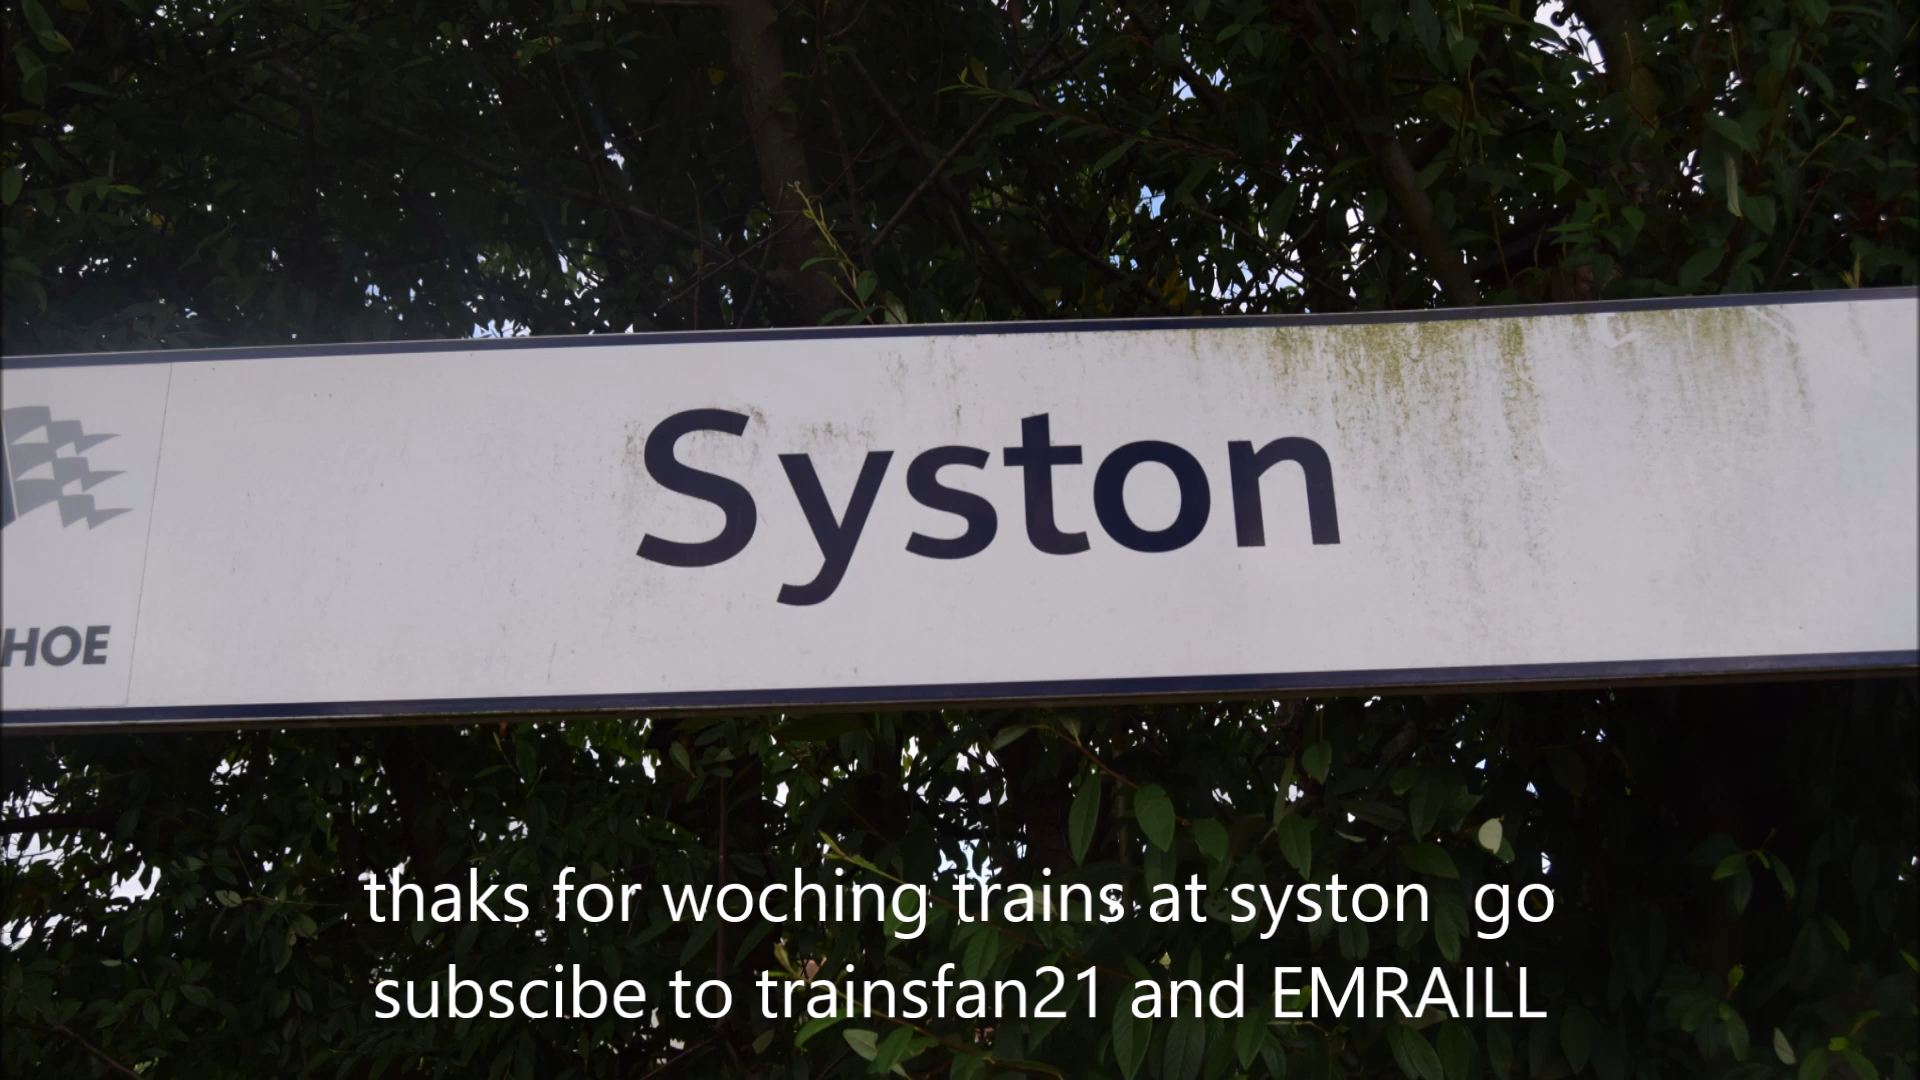 Syston
HOE
thaks for woching trains at syston  go
subscibe to trainsfan21 and EMRAILL